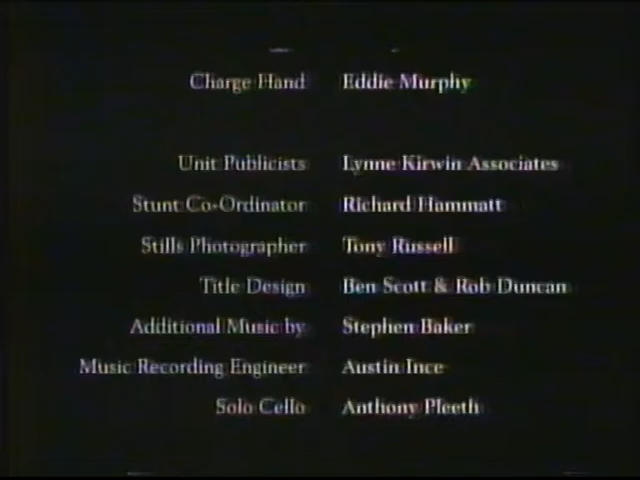 Charge Hand Eddie Murphy
Unit Publicists Lynne Kirwin Associates
Stunt Co-Ordinator Richard Hammatt
Stills Photographer Tony Russell
Title Design Ben Scott & Rob Duncan
Additional Music by Stephen Baker
Music Recording Engineer Austin Ince
Solo Cello Anthony Pleeth